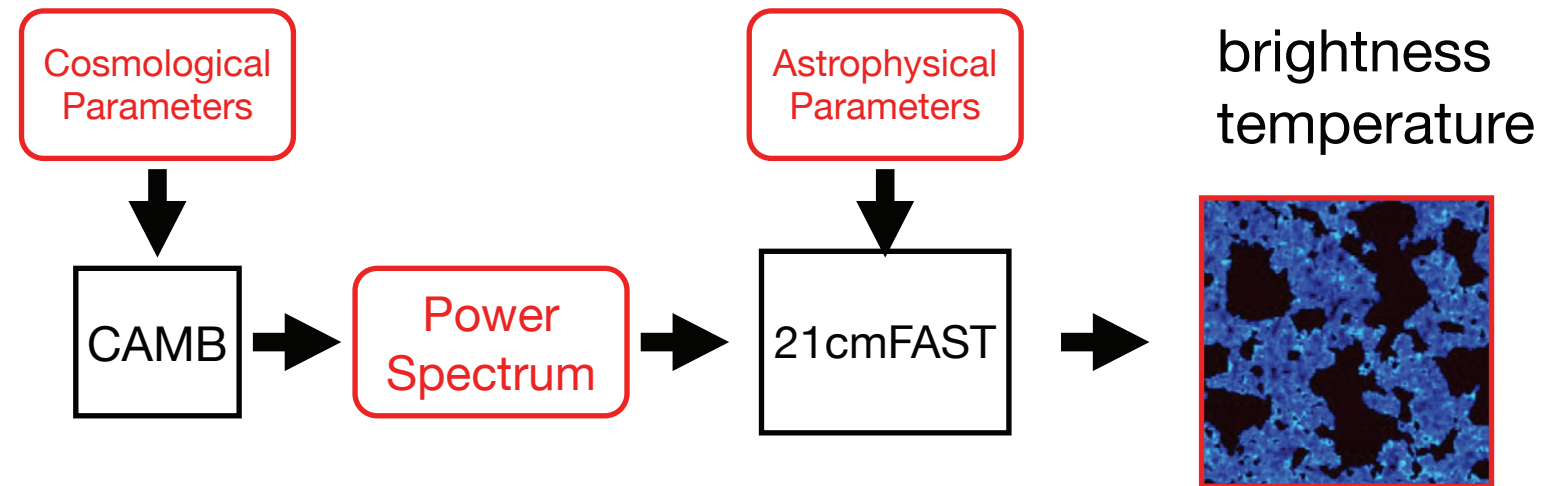 Cosmological
Parameters
Astrophysical
Parameters
brightness
temperature
CAMB
Power
Spectrum
21cmFAST